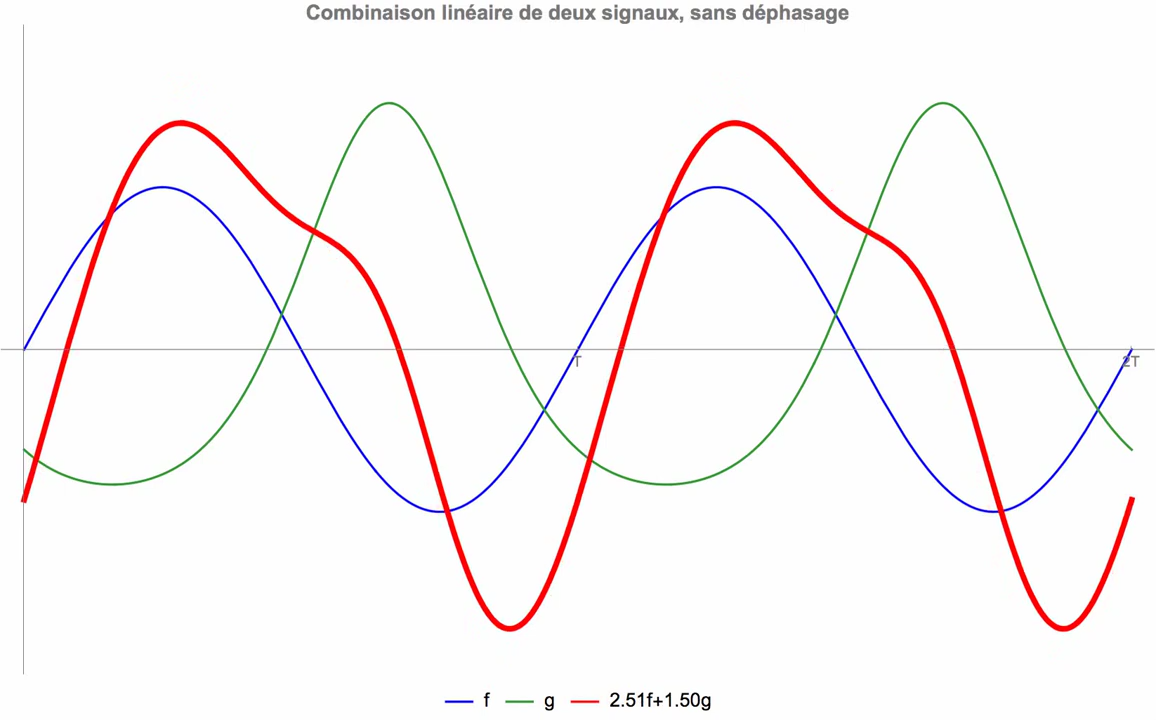 Combinaison linéaire de deux signaux, sans déphasage
T
2T
f g 2.51f+1.50g